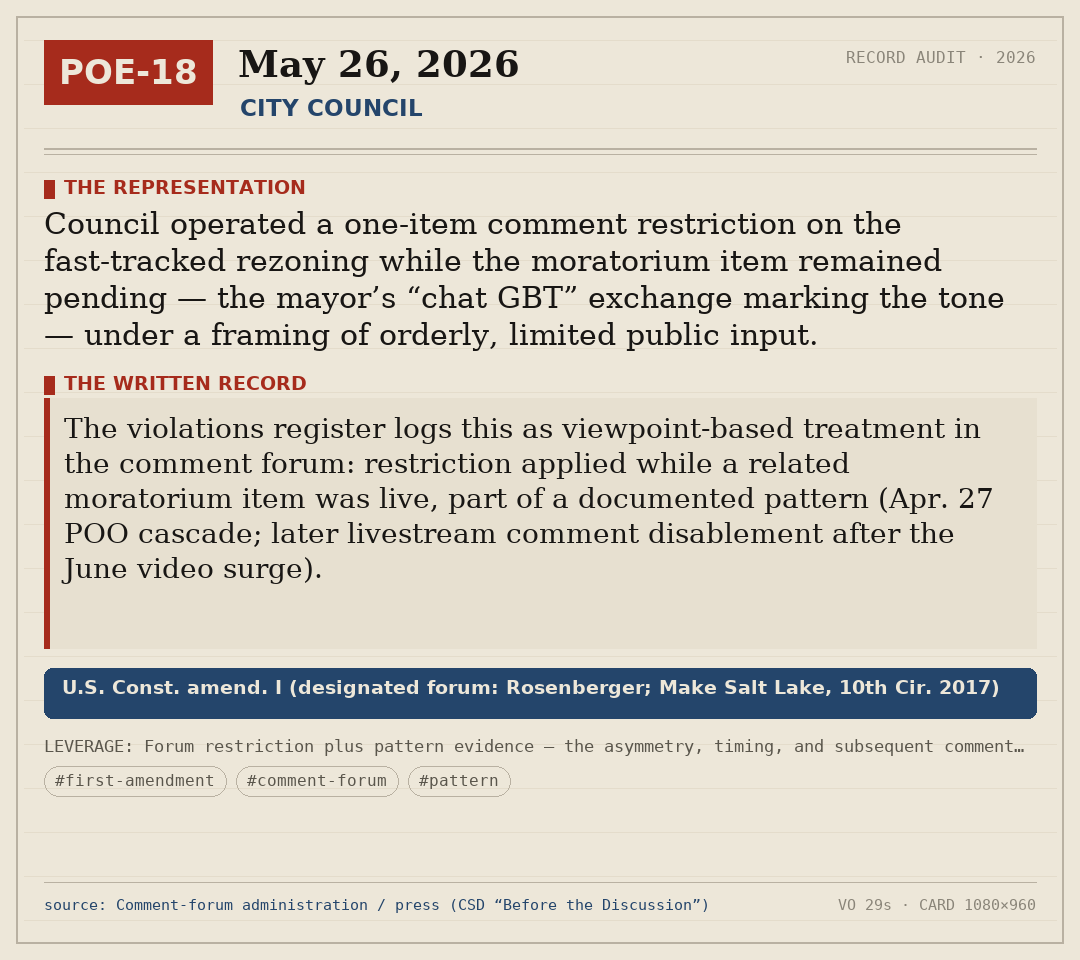 POE-18
May 26, 2026
CITY COUNCIL
RECORD AUDIT · 2026
THE REPRESENTATION
Council operated a one-item comment restriction on the
fast-tracked rezoning while the moratorium item remained
pending — the mayor’s “chat GBT” exchange marking the tone
— under a framing of orderly, limited public input.
THE WRITTEN RECORD
The violations register logs this as viewpoint-based treatment in
the comment forum: restriction applied while a related
moratorium item was live, part of a documented pattern (Apr. 27
POO cascade; later livestream comment disablement after the
June video surge).
U.S. Const. amend. I (designated forum: Rosenberger; Make Salt Lake, 10th Cir. 2017)
LEVERAGE: Forum restriction plus pattern evidence — the asymmetry, timing, and subsequent comment…
#first-amendment #comment-forum #pattern
source: Comment-forum administration / press (CSD “Before the Discussion”)
VO 29s · CARD 1080×960